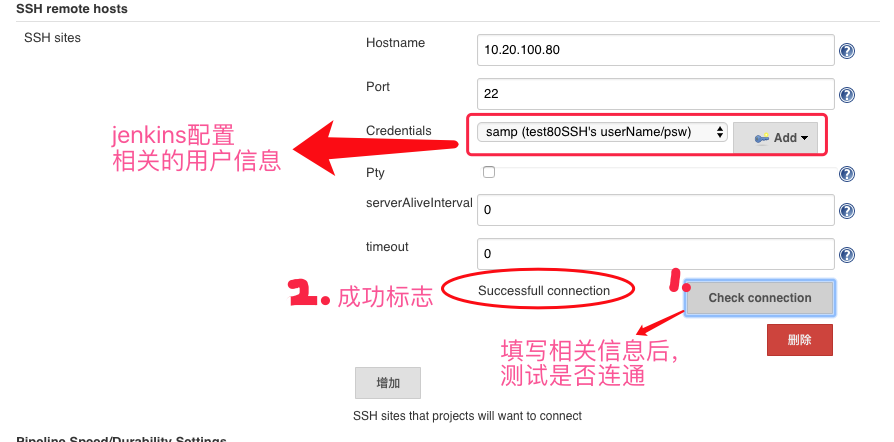 SSH remote hosts
SSH sites
Hostname
10.20.100.80
Port
22
jenkins配置
相关的用户信息
Credentials
samp (test80SSH's userName/psw)
Add
Pty
serverAliveInterval
0
timeout
0
2. 成功标志
Successfull connection
1.
Check connection
填写相关信息后，
测试是否连通
删除
增加
SSH sites that projects will want to connect
Pipeline Speed/Durability Settings